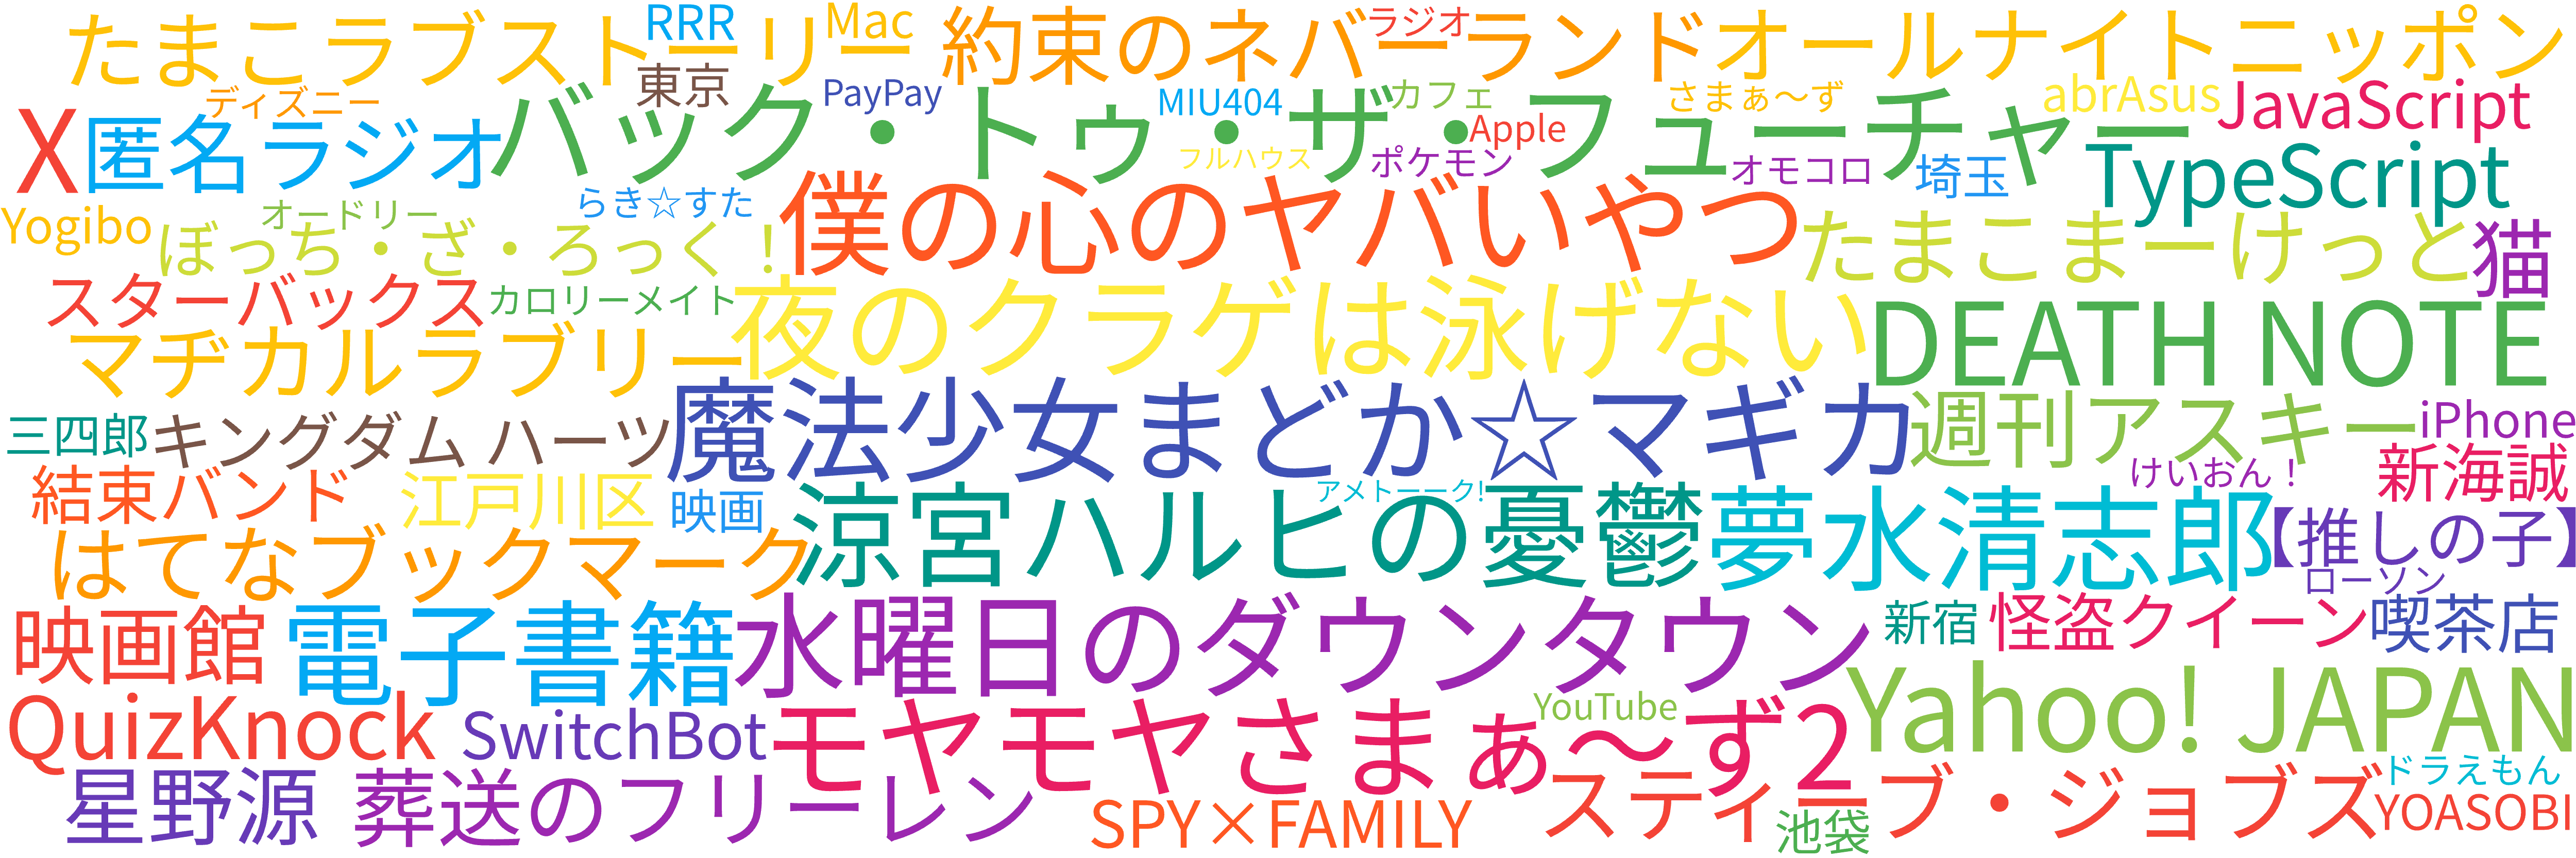 たまこラブストーリー
RRR
Mac
約束のネバーランド
ラジオ
オールナイトニッポン
ディズニー
東京
PayPay
MIU404
カフェ
さまぁ〜ず
abrAsus
JavaScript
X
匿名ラジオ
バック・トゥ・ザ・フューチャー
Apple
フルハウス
ポケモン
オモコロ
埼玉
TypeScript
Yogibo
オードリー
らき☆すた
ぼっち・ざ・ろっく！
僕の心のヤバいやつ
たまこまーけっと
猫
スターバックス
カロリーメイト
夜のクラゲは泳げない
DEATH NOTE
マヂカルラブリー
魔法少女まどか☆マギカ
週刊アスキー
iPhone
三四郎
キングダム ハーツ
けいおん！
新海誠
結束バンド
江戸川区
映画
アメトーーク!
涼宮ハルヒの憂鬱
夢水清志郎
【推しの子】
はてなブックマーク
ローソン
映画館
電子書籍
水曜日のダウンタウン
新宿
怪盗クイーン
喫茶店
QuizKnock
SwitchBot
モヤモヤさまぁ〜ず2
YouTube
Yahoo! JAPAN
星野源
葬送のフリーレン
SPY×FAMILY
スティーブ・ジョブズ
池袋
ドラえもん
YOASOBI